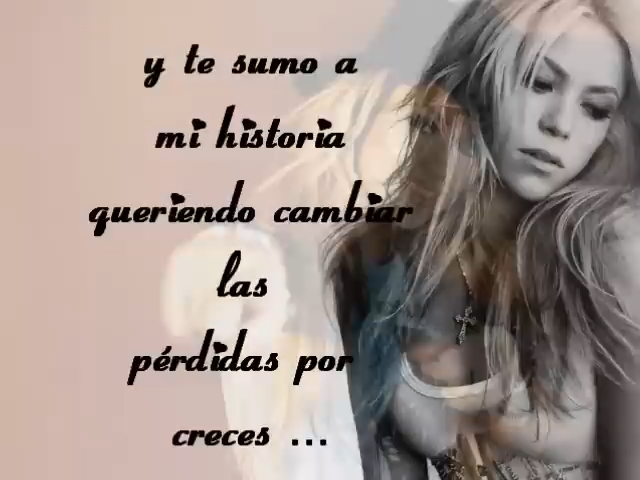 y te sumo a
mi historia
queriendo cambiar
las
pérdidas por
creces ...